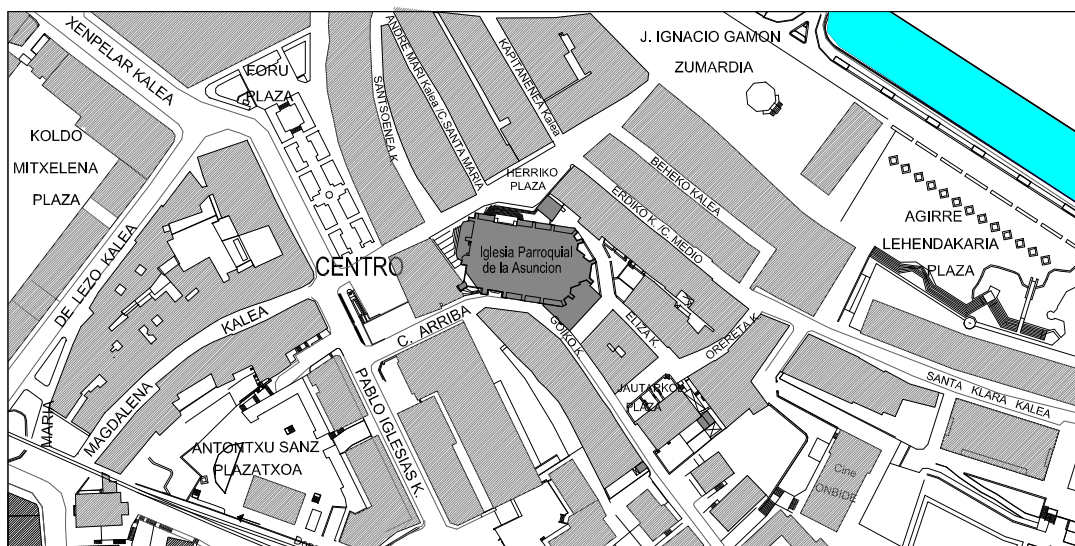 XENPELAR KALEA
FORU
PLAZA
SANTSOENEA K.
ANDRE MARI Kalea /C.SANTA MARIA
KAPITANENEA Kalea
J. IGNACIO GAMON
ZUMARDIA
KOLDO
MITXELENA
PLAZA
HERRIKO
PLAZA
BEHEKO KALEA
ERDIKO K. /C. MEDIO
AGIRRE
LEHENDAKARIA
PLAZA
Iglesia Parroquial
de la Asuncion
CENTRO
DE LEZO KALEA
MARIA
MAGDALENA KALEA
C. ARRIBA
GOIKO K.
ELIZA K.
ORERETA K.
SANTA KLARA KALEA
PABLO IGLESIAS K.
ANTONTXU SANZ
PLAZATXOA
PLAZA
Cine
ONBIDE